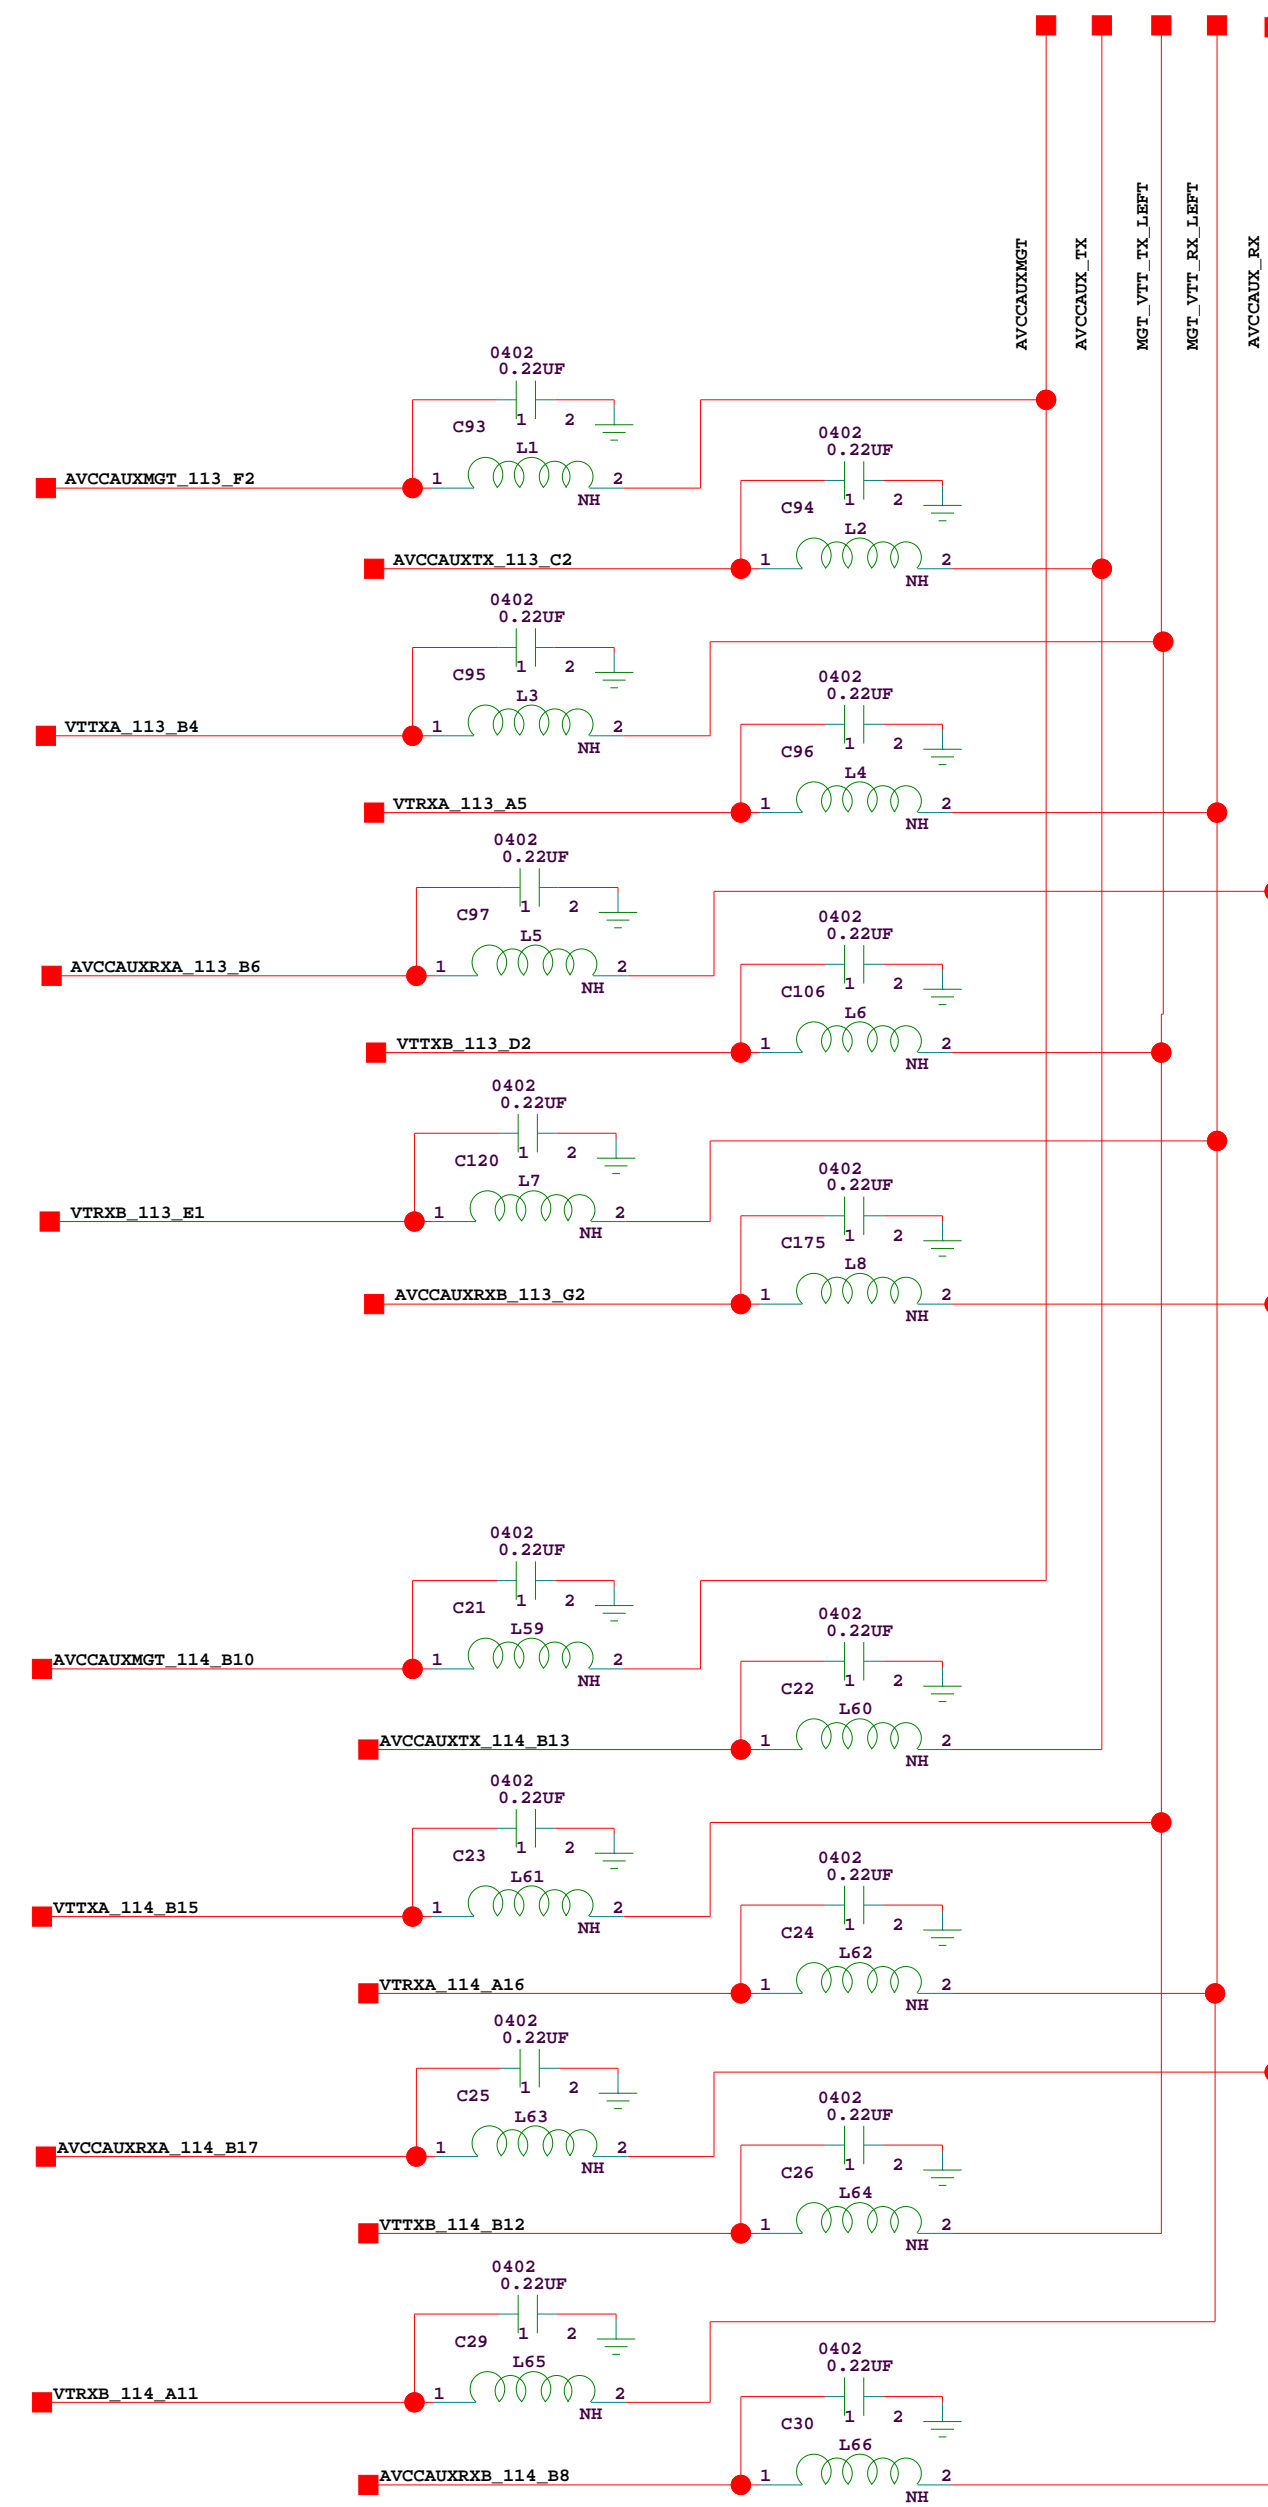 AVCCAUXMGT
AVCCAUX_TX
MGT_VTT_TX_LEFT
MGT_VTT_RX_LEFT
AVCCAUX_RX
0402
0.22UF
C93
1 2
L1
AVCCAUXMGT_113_F2
1 2
NH
0402
0.22UF
C94
1 2
L2
AVCCAUXTX_113_C2
1 2
NH
0402
0.22UF
C95
1 2
L3
VTTXA_113_B4
1 2
NH
0402
0.22UF
C96
1 2
L4
VTRXA_113_A5
1 2
NH
0402
0.22UF
C97
1 2
L5
AVCCAUXRXA_113_B6
1 2
NH
0402
0.22UF
C106
1 2
L6
VTTXB_113_D2
1 2
NH
0402
0.22UF
C120
1 2
L7
VTRXB_113_E1
1 2
NH
0402
0.22UF
C175
1 2
L8
AVCCAUXRXB_113_G2
1 2
NH
0402
0.22UF
C21
1 2
L59
AVCCAUXMGT_114_B10
1 2
NH
0402
0.22UF
C22
1 2
L60
AVCCAUXTX_114_B13
1 2
NH
0402
0.22UF
C23
1 2
L61
VTTXA_114_B15
1 2
NH
0402
0.22UF
C24
1 2
L62
VTRXA_114_A16
1 2
NH
0402
0.22UF
C25
1 2
L63
AVCCAUXRXA_114_B17
1 2
NH
0402
0.22UF
C26
1 2
L64
VTTXB_114_B12
1 2
NH
0402
0.22UF
C29
1 2
L65
VTRXB_114_A11
1 2
NH
0402
0.22UF
C30
1 2
L66
AVCCAUXRXB_114_B8
1 2
NH